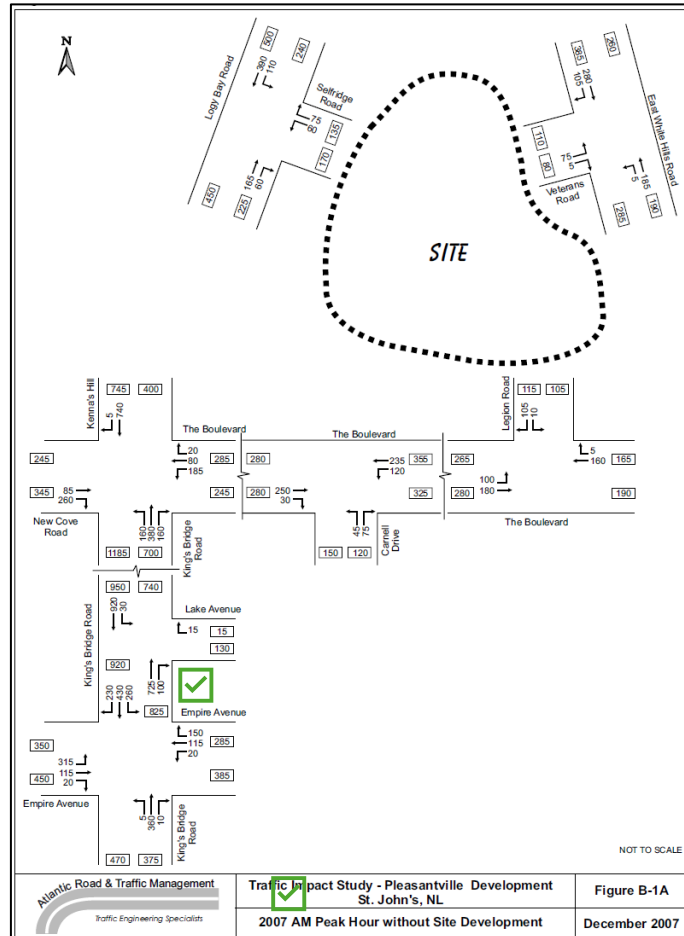 N
Logy Bay Road
500
240
390
110
Selfridge
Road
75
60
135
170
165
60
450
225
260
385
280
105
East White Hills Road
110
80
75
5
Veterans
Road
185
5
285
190
SITE
Kenna's Hill
745
400
5
740
The Boulevard
20
80
185
245
285
280
345
85
260
245
280
New Cove
Road
160
380
160
King's Bridge
Road
1185
700
The Boulevard
235
120
355
265
250
30
325
280
45
75
Carnell
Drive
150
120
Legion Road
115
105
105
10
5
160
165
100
180
190
The Boulevard
950
740
920
30
Lake Avenue
15
15
130
King's Bridge Road
920
725
100
230
430
260
825
Empire Avenue
150
115
20
285
385
350
315
115
20
450
Empire Avenue
5
360
10
King's Bridge
Road
470
375
NOT TO SCALE
Atlantic Road & Traffic Management
Traffic Engineering Specialists
Traffic Impact Study - Pleasantville Development
St. John's, NL
2007 AM Peak Hour without Site Development
Figure B-1A
December 2007